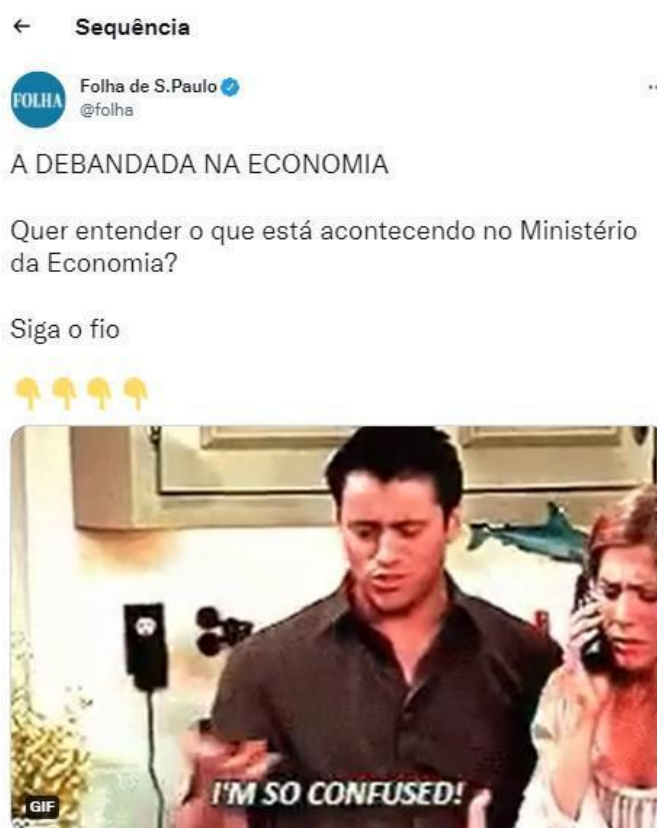 Sequência
FOLHA
Folha de S.Paulo
@folha
A DEBANDADA NA ECONOMIA
Quer entender o que está acontecendo no Ministério
da Economia?
Siga o fio
I'M SO CONFUSED!
GIF